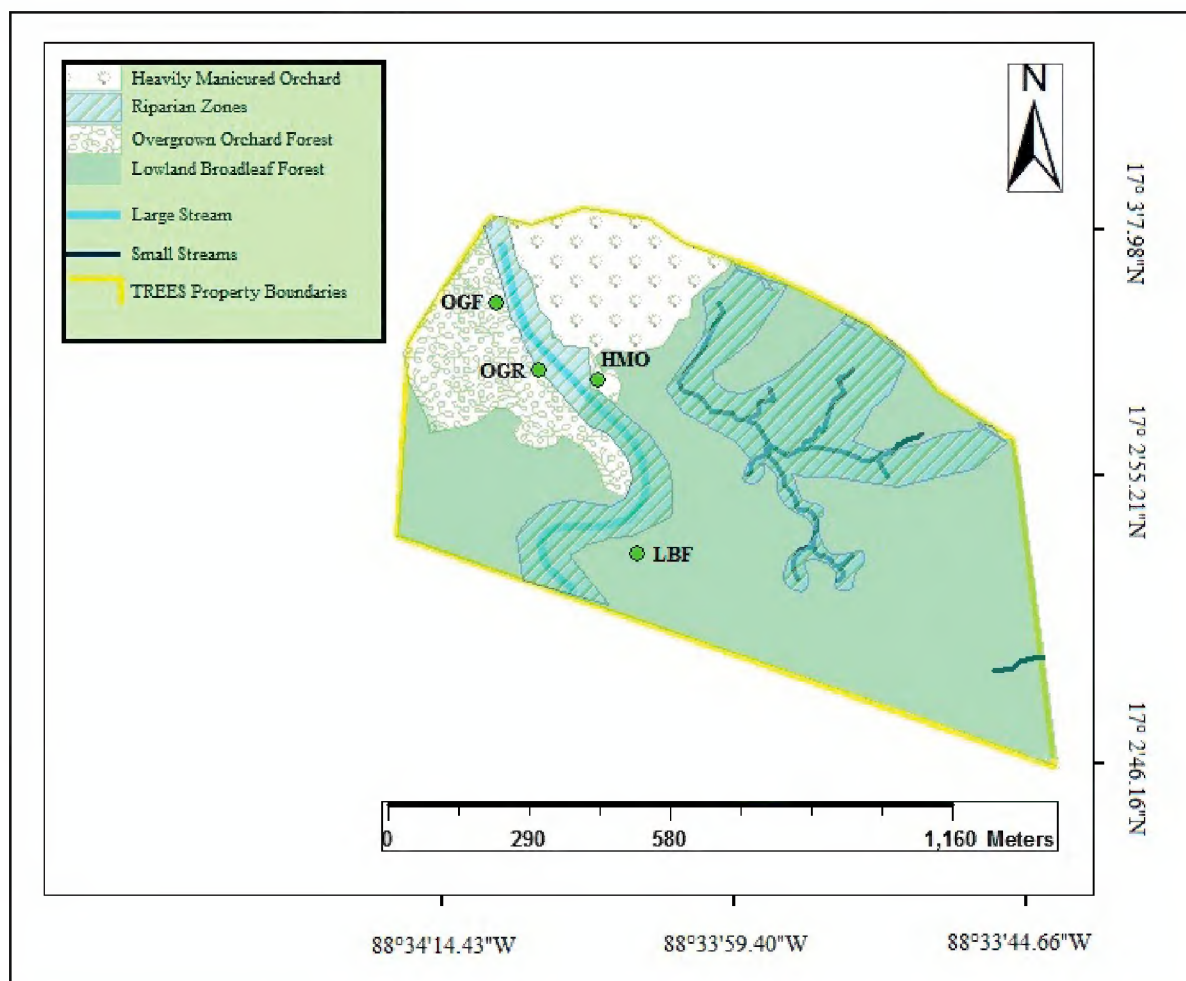 Heavily Manicured Orchard
Riparian Zones
Overgrown Orchard Forest
Lowland Broadleaf Forest
Large Stream
Small Streams
TREES Property Boundaries
N
OGF
OGR
HMO
LBF
17° 3'7.98"N
17° 2'55.21"N
17° 2'46.16"N
0 290 580 1,160 Meters
88°34'14.43"W 88°33'59.40"W 88°33'44.66"W